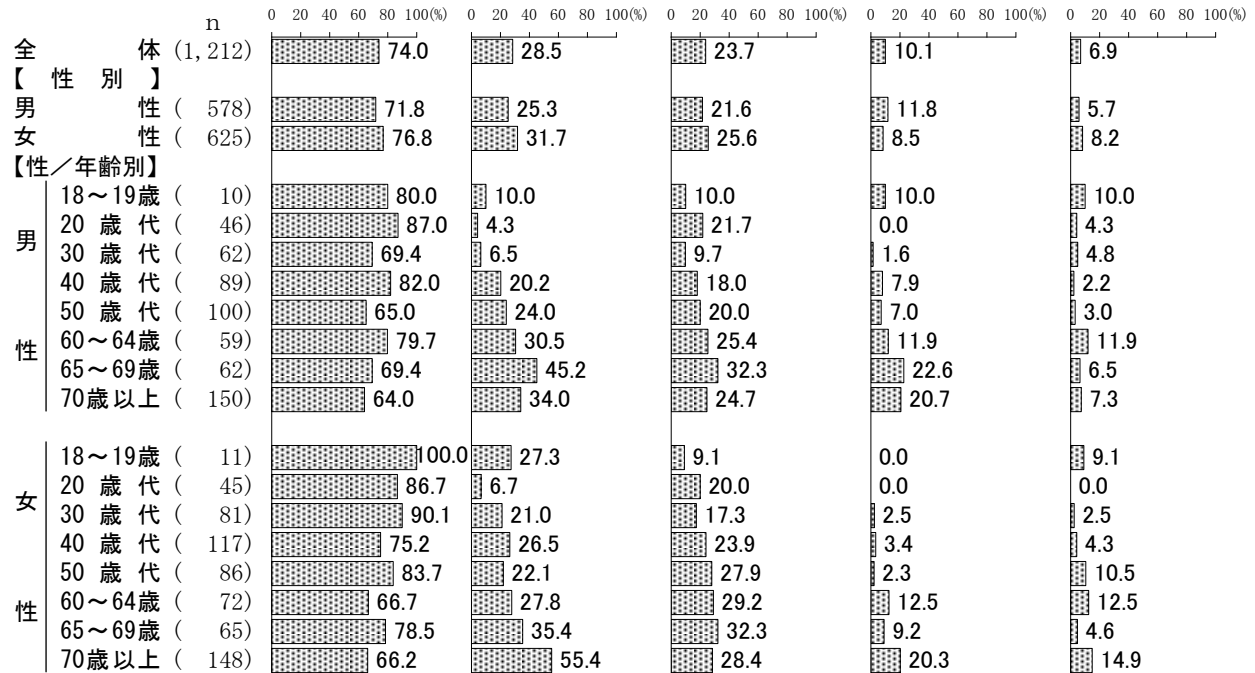 0 20 40 60 80 100(%) 0 20 40 60 80 100(%) 0 20 40 60 80 100(%) 0 20 40 60 80 100(%) 0 20 40 60 80 100(%)
n
全体 (1,212) 74.0 28.5 23.7 10.1 6.9
【性別】
男性 ( 578) 71.8 25.3 21.6 11.8 5.7
女性 ( 625) 76.8 31.7 25.6 8.5 8.2
【性／年齢別】
男性
18～19歳 ( 10) 80.0 10.0 10.0 10.0 10.0
20歳代 ( 46) 87.0 4.3 21.7 0.0 4.3
30歳代 ( 62) 69.4 6.5 9.7 1.6 4.8
40歳代 ( 89) 82.0 20.2 18.0 7.9 2.2
50歳代 ( 100) 65.0 24.0 20.0 7.0 3.0
60～64歳 ( 59) 79.7 30.5 25.4 11.9 11.9
65～69歳 ( 62) 69.4 45.2 32.3 22.6 6.5
70歳以上 ( 150) 64.0 34.0 24.7 20.7 7.3
女性
18～19歳 ( 11) 100.0 27.3 9.1 0.0 9.1
20歳代 ( 45) 86.7 6.7 20.0 0.0 0.0
30歳代 ( 81) 90.1 21.0 17.3 2.5 2.5
40歳代 ( 117) 75.2 26.5 23.9 3.4 4.3
50歳代 ( 86) 83.7 22.1 27.9 2.3 10.5
60～64歳 ( 72) 66.7 27.8 29.2 12.5 12.5
65～69歳 ( 65) 78.5 35.4 32.3 9.2 4.6
70歳以上 ( 148) 66.2 55.4 28.4 20.3 14.9